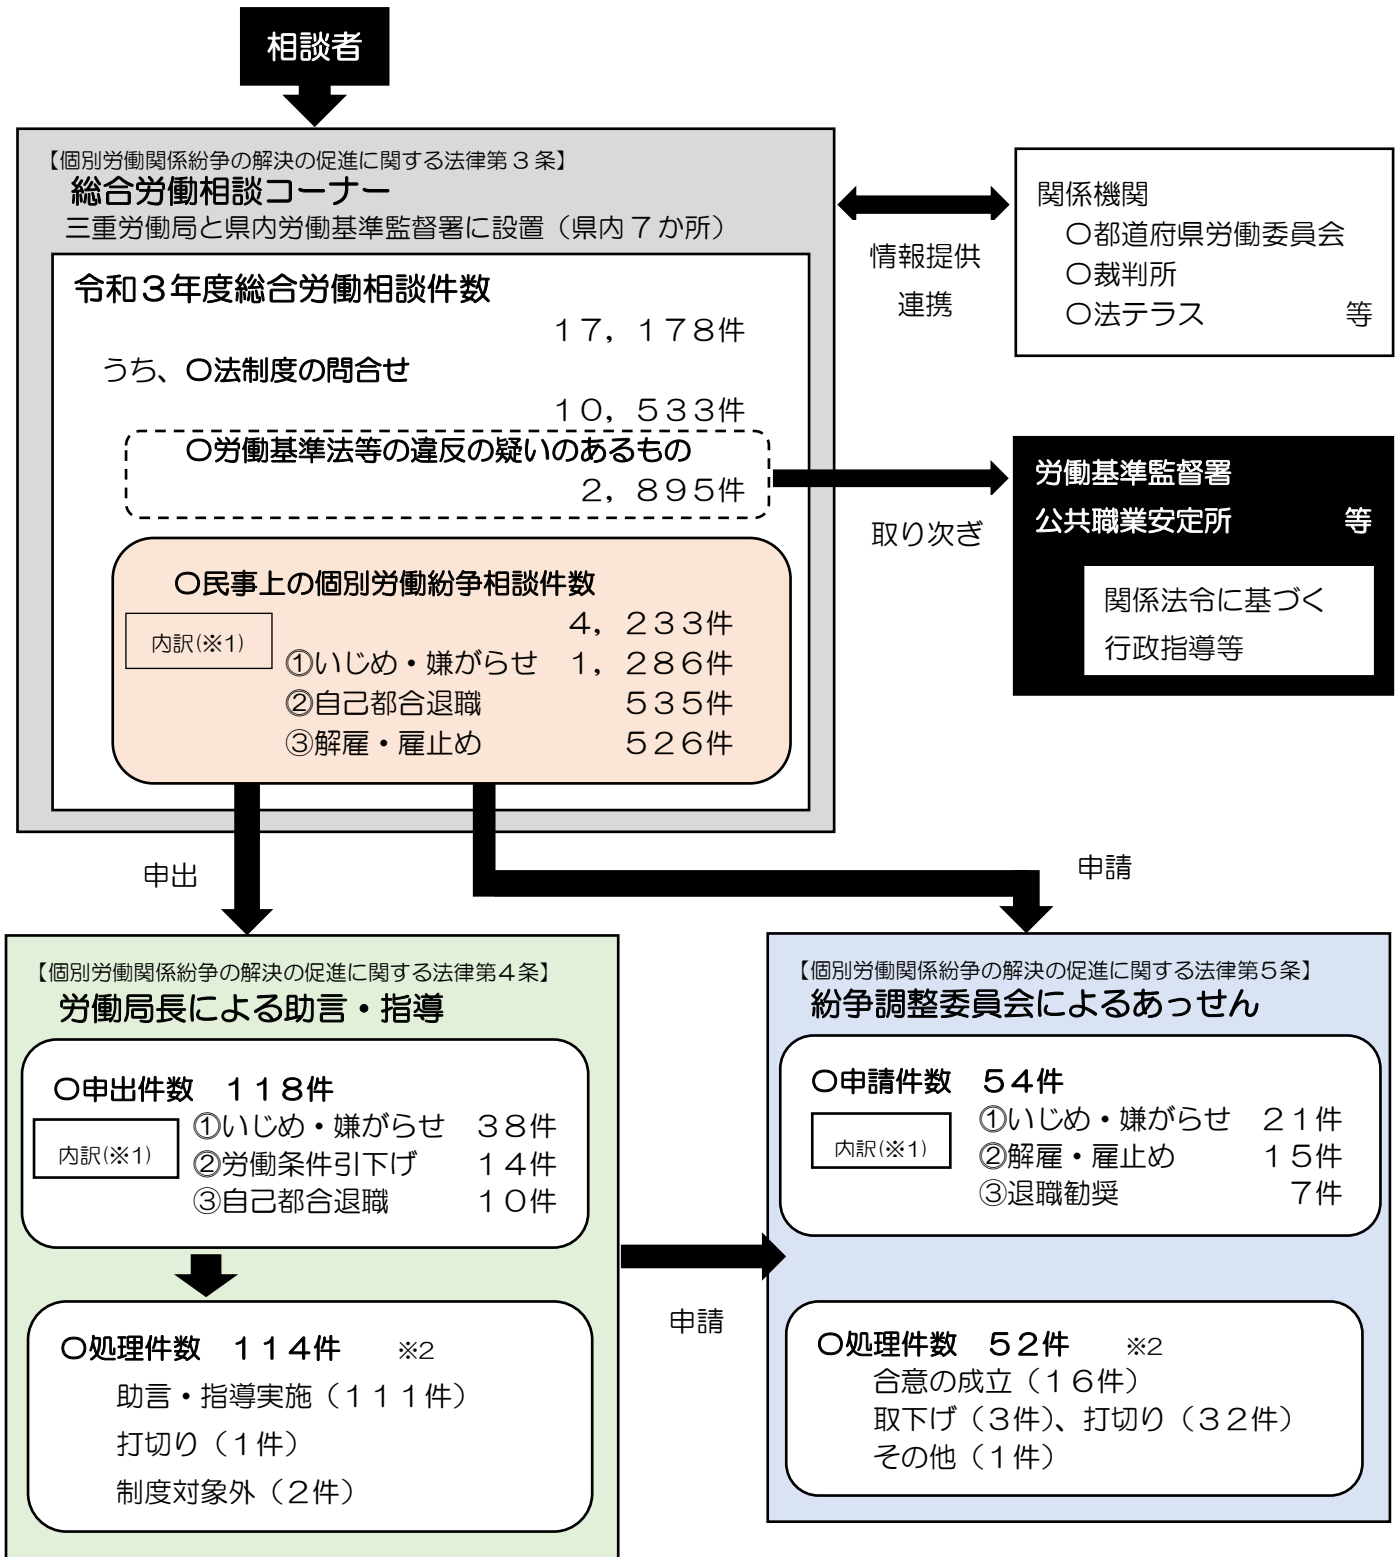 相談者
【個別労働関係紛争の解決の促進に関する法律第３条】
総合労働相談コーナー
三重労働局と県内労働基準監督署に設置（県内７か所）
令和３年度総合労働相談件数
１７，１７８件
うち、〇法制度の問合せ
１０，５３３件
〇労働基準法等の違反の疑いのあるもの
２，８９５件
〇民事上の個別労働紛争相談件数
４，２３３件
内訳(※1)
①いじめ・嫌がらせ　１，２８６件
②自己都合退職　５３５件
③解雇・雇止め　５２６件
情報提供
連携
関係機関
〇都道府県労働委員会
〇裁判所
〇法テラス　等
取り次ぎ
労働基準監督署
公共職業安定所　等
関係法令に基づく
行政指導等
申出
申請
【個別労働関係紛争の解決の促進に関する法律第４条】
労働局長による助言・指導
〇申出件数　１１８件
内訳(※1)
①いじめ・嫌がらせ　３８件
②労働条件引下げ　１４件
③自己都合退職　１０件
〇処理件数　１１４件　※2
助言・指導実施（１１１件）
打切り（１件）
制度対象外（２件）
申請
【個別労働関係紛争の解決の促進に関する法律第５条】
紛争調整委員会によるあっせん
〇申請件数　５４件
内訳(※1)
①いじめ・嫌がらせ　２１件
②解雇・雇止め　１５件
③退職勧奨　７件
〇処理件数　５２件　※2
合意の成立（１６件）
取下げ（３件）、打切り（３２件）
その他（１件）